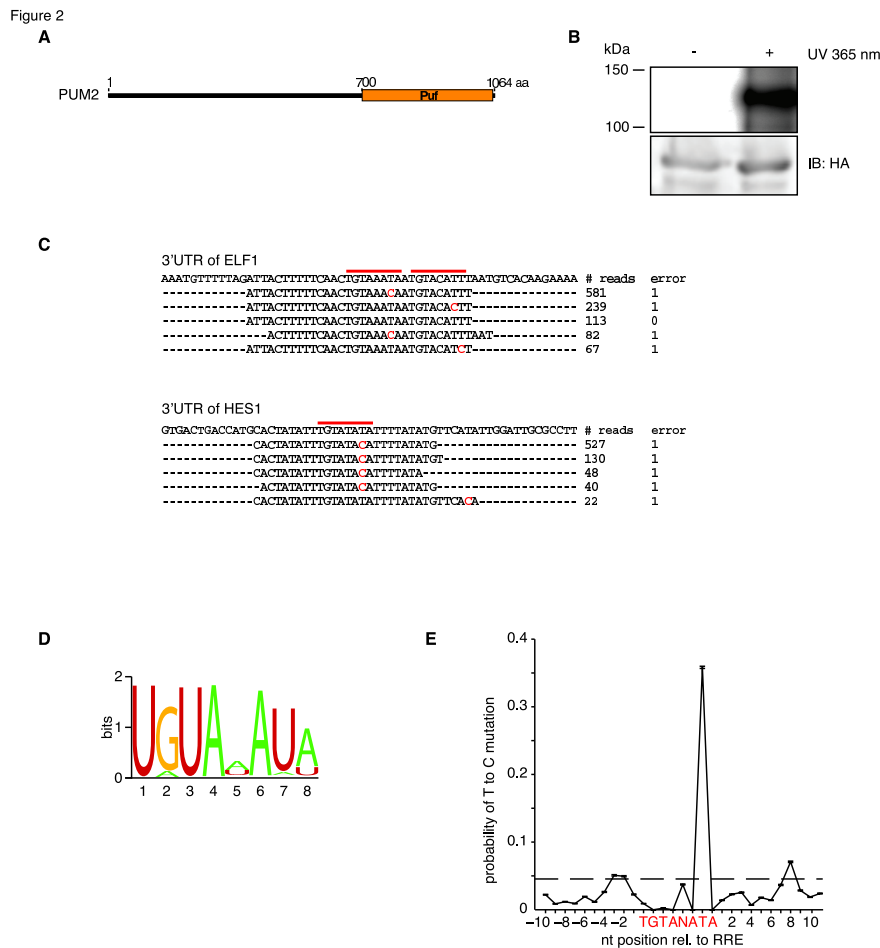 Figure 2
A
1 700 1064 aa
PUM2 Puf
B
kDa - + UV 365 nm
150
100
IB: HA
C
3'UTR of ELF1
AAATGTTTTTAGATTACTTTTTCAACTGTAAATAATGTACATTTAATGTCACAAGAAAA # reads error
------------ATTACTTTTTCAACTGTAAACAATGTACATTT--------------- 581 1
------------ATTACTTTTTCAACTGTAAATAATGTACACTT--------------- 239 1
------------ATTACTTTTTCAACTGTAAATAATGTACATTT--------------- 113 0
---------------ACTTTTTCAACTGTAAACAATGTACATTTAAT------------ 82 1
------------ATTACTTTTTCAACTGTAAATAATGTACATCT--------------- 67 1
3'UTR of HES1
GTGACTGACCATGCACTATATTTGTATATATTTTATATGTTCATATTGGATTGCGCCTT # reads error
-------------CACTATATTTGTATACATTTTATATG-------------------- 527 1
-------------CACTATATTTGTATACATTTTATATGT------------------- 130 1
-------------CACTATATTTGTATACATTTTATA---------------------- 48 1
--------------ACTATATTTGTATACATTTTATATG-------------------- 40 1
-------------CACTATATTTGTATATATTTTATATGTTCACA-------------- 22 1
D
bits
2
1
0
UGUAAAUA
1 2 3 4 5 6 7 8
E
probability of T to C mutation
0.4
0.3
0.2
0.1
0
−10 −8 −6 −4 −2 TGTANATA 2 4 6 8 10
nt position rel. to RRE